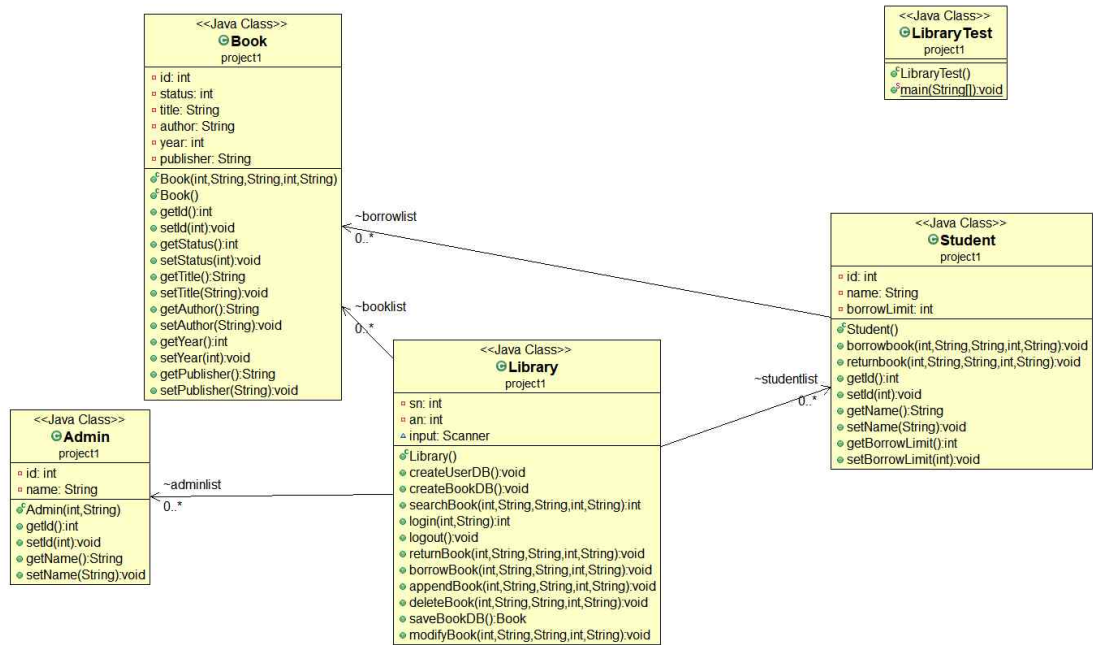 <<Java Class>>
Book
project1
id: int
status: int
title: String
author: String
year: int
publisher: String
Book(int,String,String,int,String)
Book()
getId():int
setId(int):void
getStatus():int
setStatus(int):void
getTitle():String
setTitle(String):void
getAuthor():String
setAuthor(String):void
getYear():int
setYear(int):void
getPublisher():String
setPublisher(String):void
<<Java Class>>
LibraryTest
project1
LibraryTest()
main(String[]):void
~borrowlist
0..*
~booklist
0..*
<<Java Class>>
Student
project1
id: int
name: String
borrowLimit: int
Student()
borrowbook(int,String,String,int,String):void
returnbook(int,String,String,int,String):void
getId():int
setId(int):void
getName():String
setName(String):void
getBorrowLimit():int
setBorrowLimit(int):void
~studentlist
0..*
<<Java Class>>
Library
project1
sn: int
an: int
input: Scanner
Library()
createUserDB():void
createBookDB():void
searchBook(int,String,String,int,String):int
login(int,String):int
logout():void
returnBook(int,String,String,int,String):void
borrowBook(int,String,String,int,String):void
appendBook(int,String,String,int,String):void
deleteBook(int,String,String,int,String):void
saveBookDB():Book
modifyBook(int,String,String,int,String):void
~adminlist
0..*
<<Java Class>>
Admin
project1
id: int
name: String
Admin(int,String)
getId():int
setId(int):void
getName():String
setName(String):void